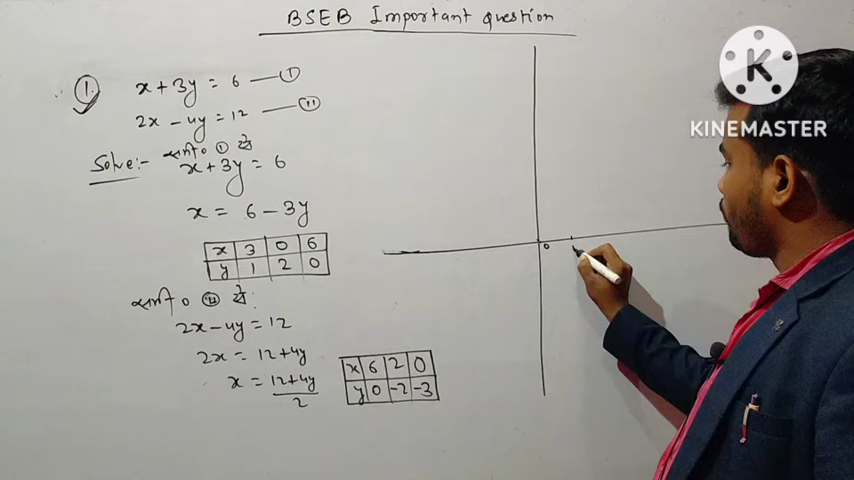 BSEB Important question
1. x + 3y = 6 — I
2x - 4y = 12 — II
Solve:- समी० I से
x + 3y = 6
x = 6 - 3y
x 3 0 6
y 1 2 0
समी० II से:
2x - 4y = 12
2x = 12 + 4y
x = 12+4y / 2
x 6 2 0
y 0 -2 -3
0
K
KINEMASTER